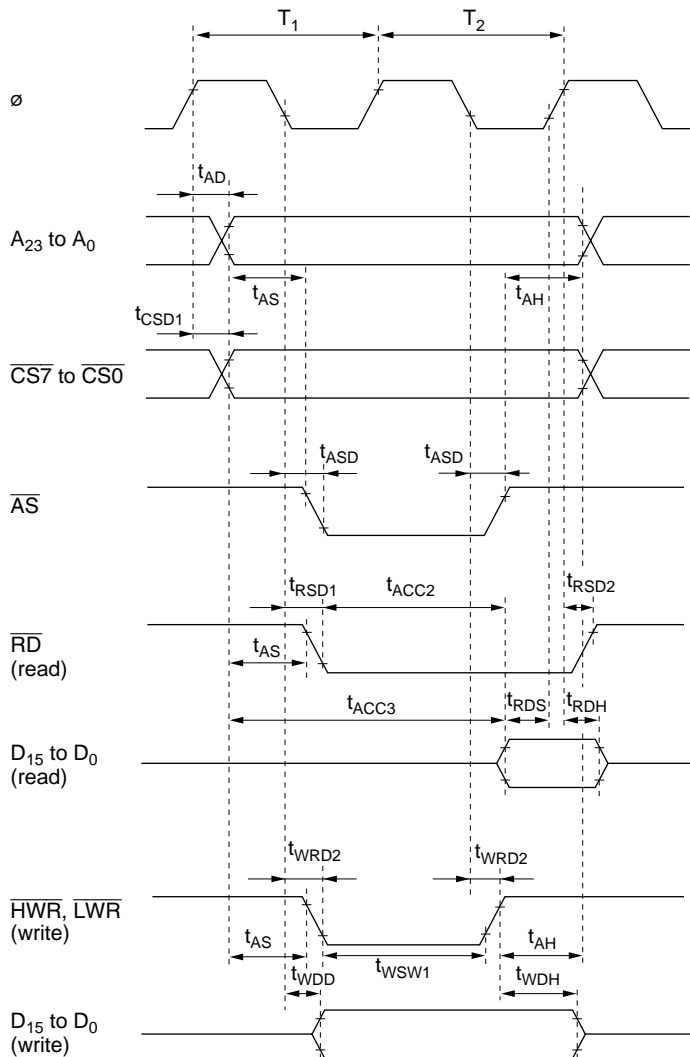 T1 T2
ø
tAD
A23 to A0
tAS tAH
tCSD1
CS7 to CS0
tASD tASD
AS
tRSD1 tACC2 tRSD2
RD
(read)
tAS
tACC3 tRDS tRDH
D15 to D0
(read)
tWRD2 tWRD2
HWR, LWR
(write)
tAS tAH
tWDD tWSW1 tWDH
D15 to D0
(write)